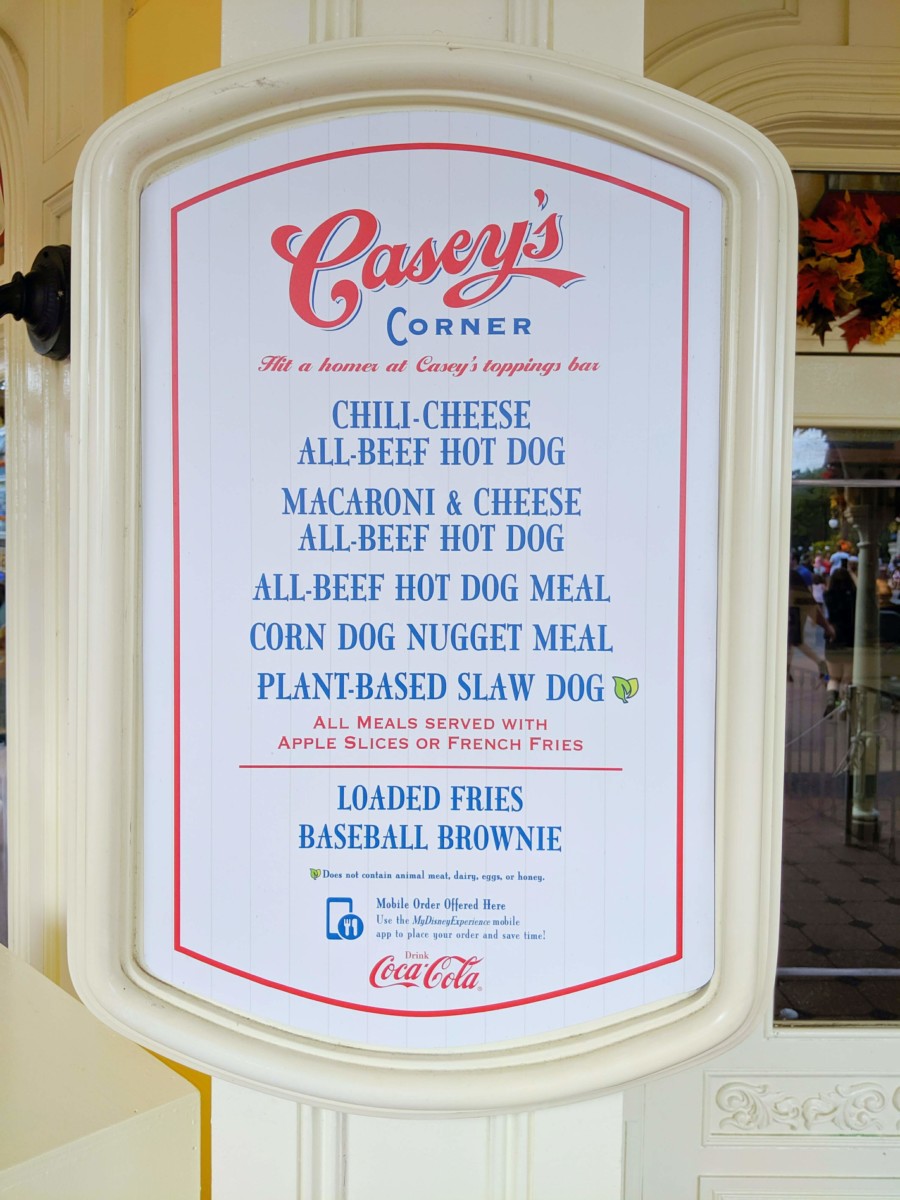 Casey's
CORNER
Hit a homer at Casey's toppings bar
CHILI-CHEESE
ALL-BEEF HOT DOG
MACARONI & CHEESE
ALL-BEEF HOT DOG
ALL-BEEF HOT DOG MEAL
CORN DOG NUGGET MEAL
PLANT-BASED SLAW DOG
ALL MEALS SERVED WITH
APPLE SLICES OR FRENCH FRIES
LOADED FRIES
BASEBALL BROWNIE
Does not contain animal meat, dairy, eggs, or honey.
Mobile Order Offered Here
Use the MyDisneyExperience mobile
app to place your order and save time!
Drink
Coca-Cola®